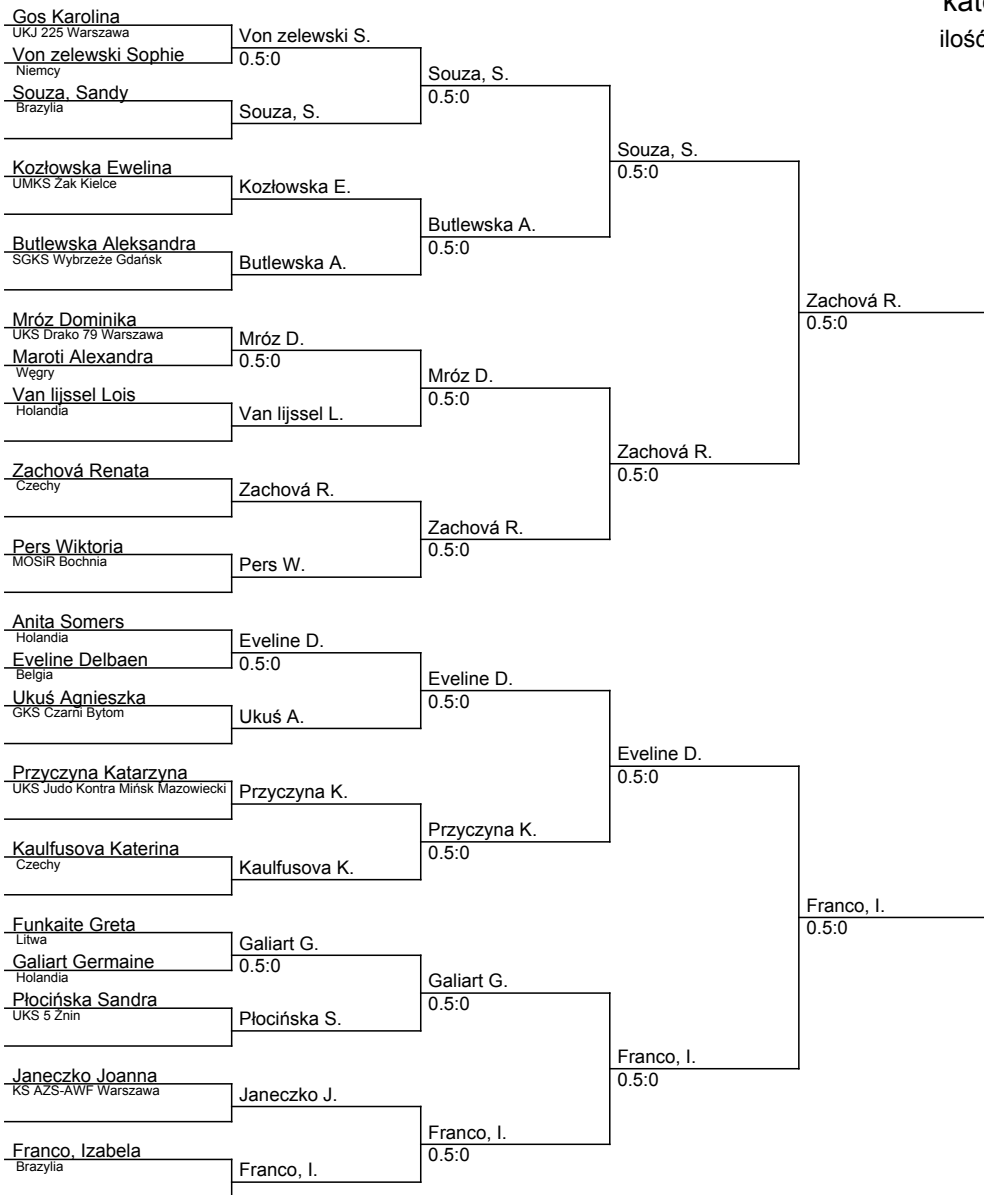 kate
ilość
Gos Karolina
UKJ 225 Warszawa
Von zelewski Sophie
Niemcy
Souza, Sandy
Brazylia
Kozłowska Ewelina
UMKS Żak Kielce
Butlewska Aleksandra
SGKS Wybrzeże Gdańsk
Mróz Dominika
UKS Drako 79 Warszawa
Maroti Alexandra
Węgry
Van lijssel Lois
Holandia
Zachová Renata
Czechy
Pers Wiktoria
MOSiR Bochnia
Anita Somers
Holandia
Eveline Delbaen
Belgia
Ukuś Agnieszka
GKS Czarni Bytom
Przyczyna Katarzyna
UKS Judo Kontra Mińsk Mazowiecki
Kaulfusova Katerina
Czechy
Funkaite Greta
Litwa
Galiart Germaine
Holandia
Płocińska Sandra
UKS 5 Żnin
Janeczko Joanna
KS AZS-AWF Warszawa
Franco, Izabela
Brazylia
Von zelewski S.
0.5:0
Souza, S.
Kozłowska E.
Butlewska A.
Mróz D.
0.5:0
Van lijssel L.
Zachová R.
Pers W.
Eveline D.
0.5:0
Ukuś A.
Przyczyna K.
Kaulfusova K.
Galiart G.
0.5:0
Płocińska S.
Janeczko J.
Franco, I.
Souza, S.
0.5:0
Butlewska A.
0.5:0
Mróz D.
0.5:0
Zachová R.
0.5:0
Eveline D.
0.5:0
Przyczyna K.
0.5:0
Galiart G.
0.5:0
Franco, I.
0.5:0
Souza, S.
0.5:0
Zachová R.
0.5:0
Eveline D.
0.5:0
Franco, I.
0.5:0
Zachová R.
0.5:0
Franco, I.
0.5:0